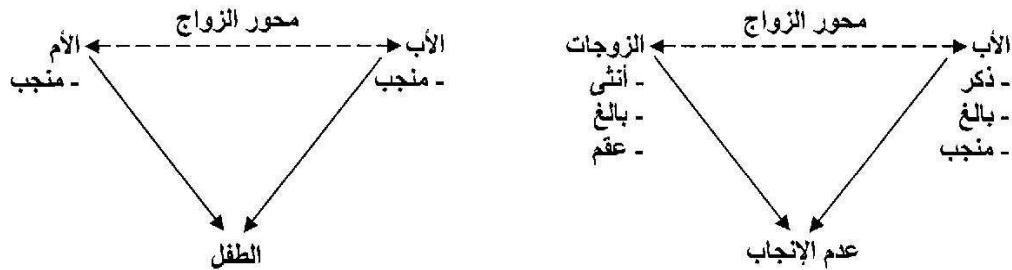 محور الزواج
الأب الزوجات
- ذكر - أنثى
- بالغ - بالغ
- منجب - عقم
عدم الإنجاب
محور الزواج
الأب الأم
- منجب - منجب
الطفل